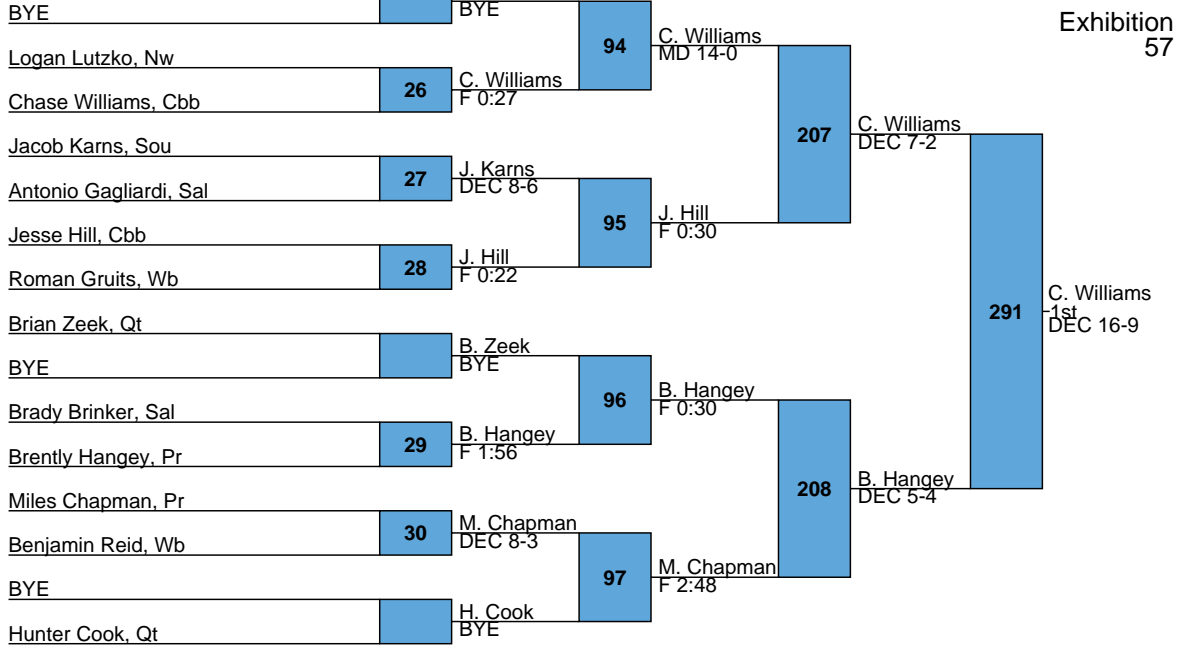 Exhibition
57
BYE
Logan Lutzko, Nw
Chase Williams, Cbb
Jacob Karns, Sou
Antonio Gagliardi, Sal
Jesse Hill, Cbb
Roman Gruits, Wb
Brian Zeek, Qt
BYE
Brady Brinker, Sal
Brently Hangey, Pr
Miles Chapman, Pr
Benjamin Reid, Wb
BYE
Hunter Cook, Qt
26
27
28
29
30
BYE
C. Williams
F 0:27
J. Karns
DEC 8-6
J. Hill
F 0:22
B. Zeek
BYE
B. Hangey
F 1:56
M. Chapman
DEC 8-3
H. Cook
BYE
94
95
96
97
C. Williams
MD 14-0
J. Hill
F 0:30
B. Hangey
F 0:30
M. Chapman
F 2:48
207
208
C. Williams
DEC 7-2
B. Hangey
DEC 5-4
291
C. Williams
1st
DEC 16-9